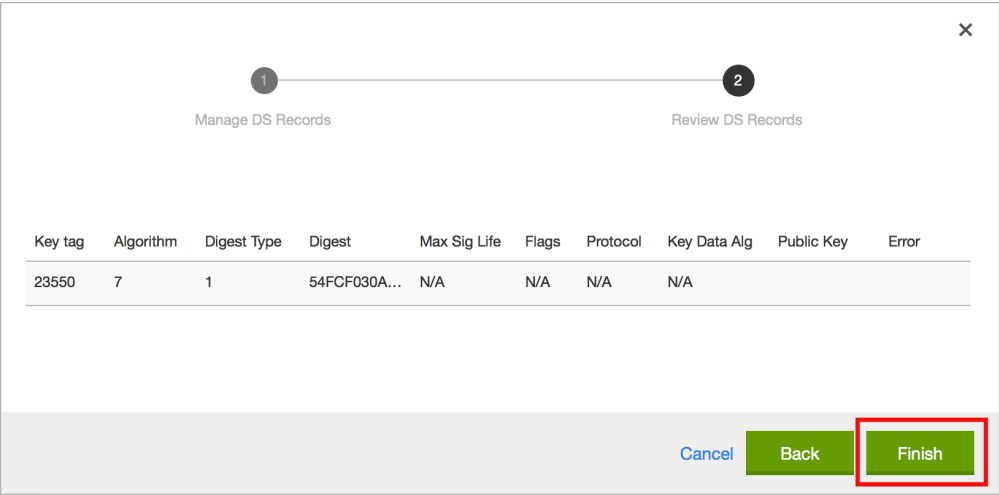 ×
1 2
Manage DS Records Review DS Records
Key tag Algorithm Digest Type Digest Max Sig Life Flags Protocol Key Data Alg Public Key Error
23550 7 1 54FCF030A... N/A N/A N/A N/A
Cancel Back Finish